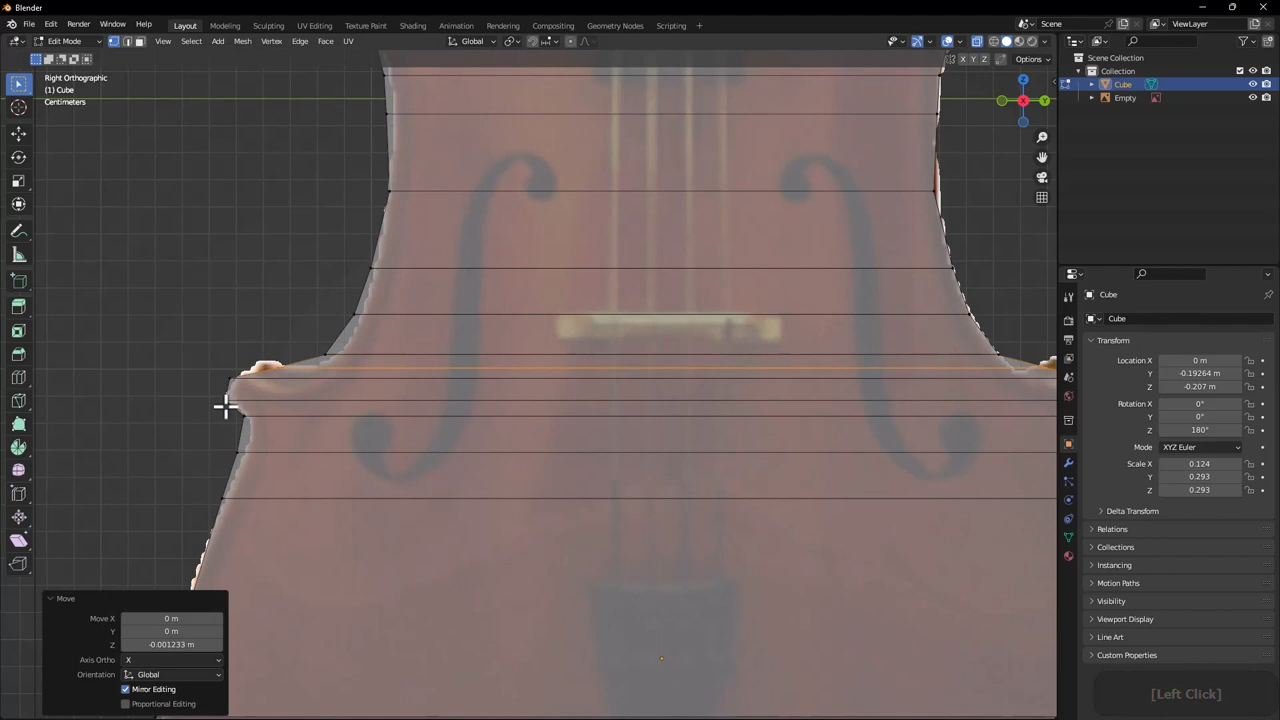 Blender
File Edit Render Window Help Layout Modeling Sculpting UV Editing Texture Paint Shading Animation Rendering Compositing Geometry Nodes Scripting + Scene ViewLayer
Edit Mode View Select Add Mesh Vertex Edge Face UV Global
X Y Z Options
Right Orthographic
(1) Cube
Centimeters
Z
X Y
Scene Collection
Collection
Cube
Empty
Cube
Cube
Transform
Location X 0 m
Y -0.19264 m
Z -0.207 m
Rotation X 0°
Y 0°
Z 180°
Mode XYZ Euler
Scale X 0.124
Y 0.293
Z 0.293
Delta Transform
Relations
Collections
Instancing
Motion Paths
Visibility
Viewport Display
Line Art
Custom Properties
Move
Move X 0 m
Y 0 m
Z -0.001233 m
Axis Ortho X
Orientation Global
Mirror Editing
Proportional Editing
[Left Click]